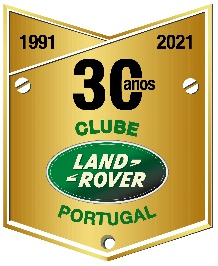 1991 2021
30 anos
CLUBE
LAND-
-ROVER
PORTUGAL